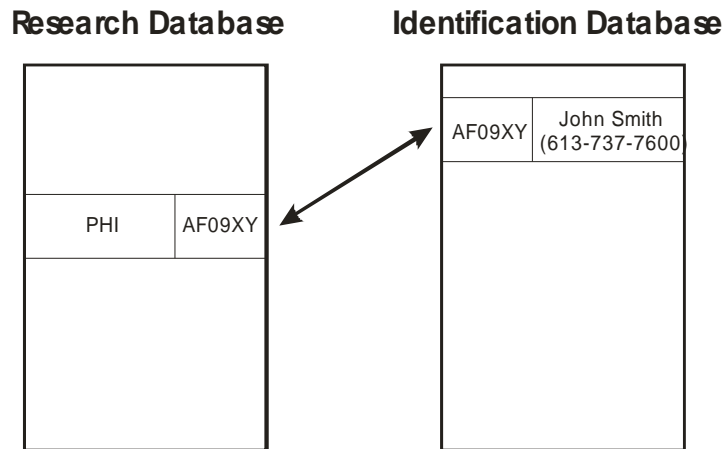 Research Database
Identification Database
AF09XY
John Smith
(613-737-7600)
PHI
AF09XY